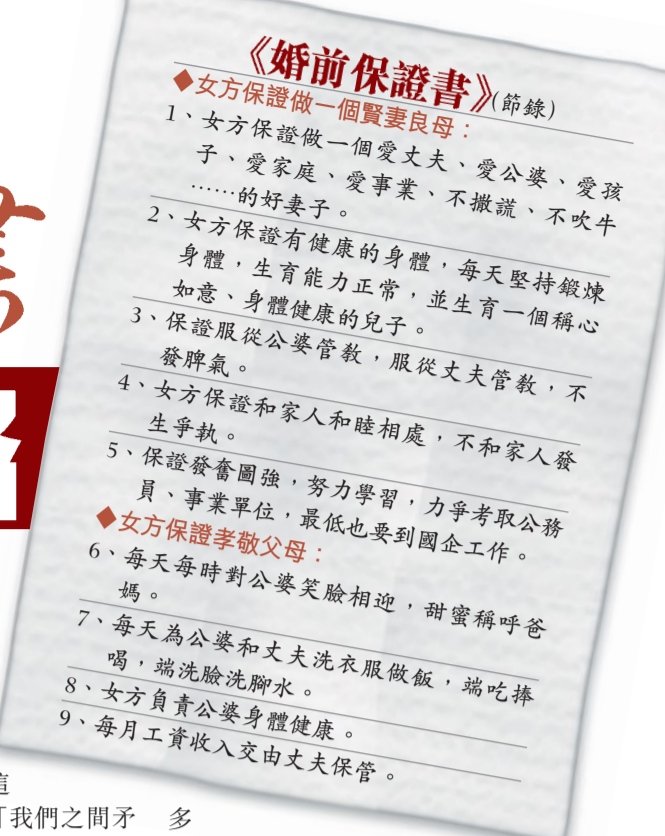 《婚前保證書》(節錄)
◆女方保證做一個賢妻良母：
1、女方保證做一個愛丈夫、愛公婆、愛孩
子、愛家庭、愛事業、不撒謊、不吹牛
……的好妻子。
2、女方保證有健康的身體，每天堅持鍛煉
身體，生育能力正常，並生育一個稱心
如意、身體健康的兒子。
3、保證服從公婆管教，服從丈夫管教，不
發脾氣。
4、女方保證和家人和睦相處，不和家人發
生爭執。
5、保證發奮圖強，努力學習，力爭考取公務
員、事業單位，最低也要到國企工作。
◆女方保證孝敬父母：
6、每天每時對公婆笑臉相迎，甜蜜稱呼爸
媽。
7、每天為公婆和丈夫洗衣服做飯，端吃捧
喝，端洗臉洗腳水。
8、女方負責公婆身體健康。
9、每月工資收入交由丈夫保管。
這
「我們之間矛　多